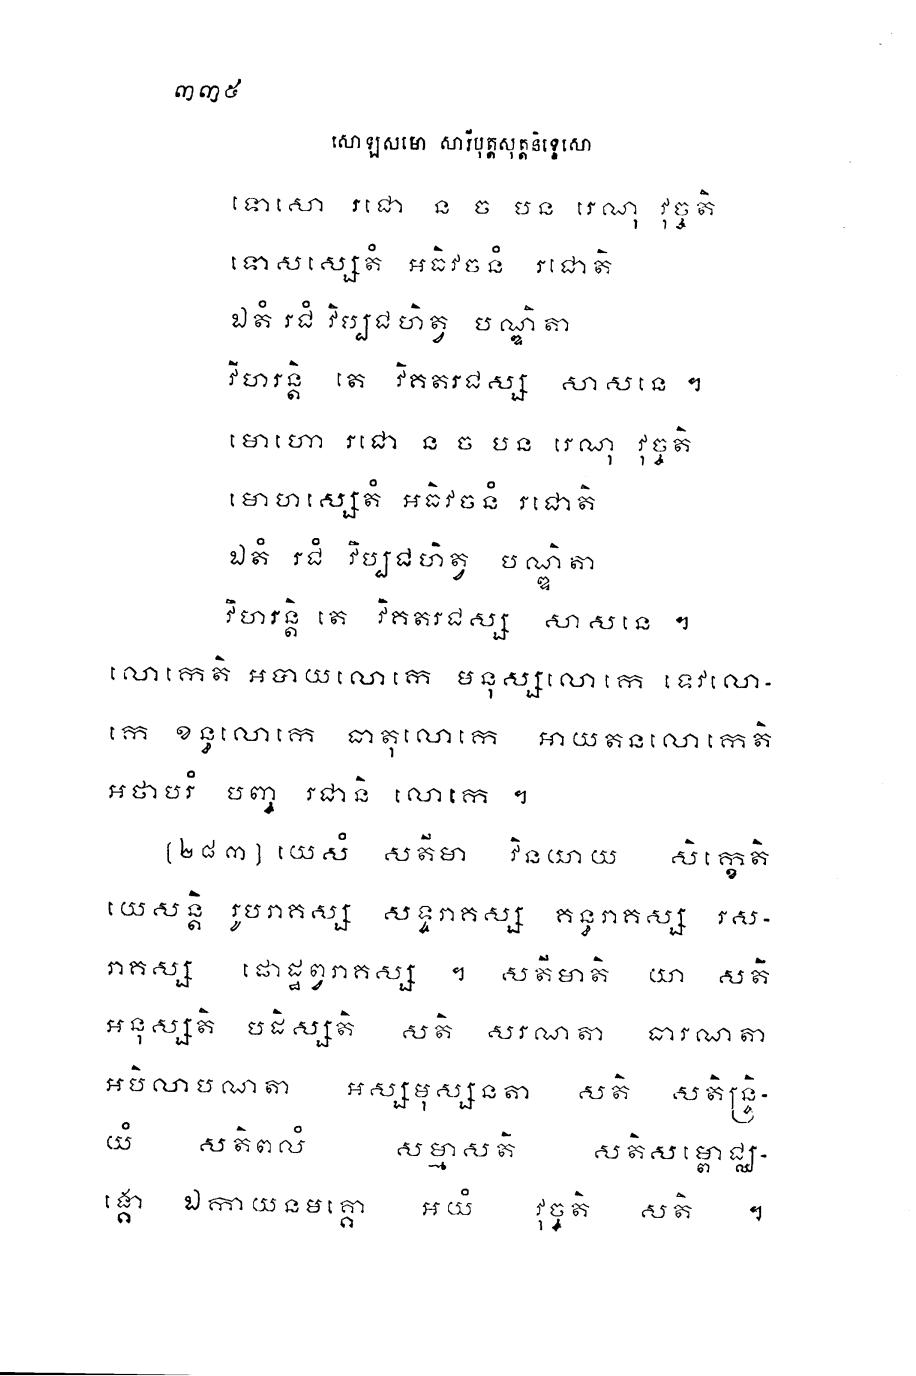 ៣៣៥
សោឡសមោ សារីបុត្តសុត្តនិទ្ទេសោ
ទោសោ រជោ ន ច បន រេណុ វុច្ចតិ
ទោសស្សេតំ អធិវចនំ រជោតិ
ឯតំ រជំ វិប្បជហិត្វ បណ្ឌិតា
វិហរន្តិ តេ វិគតរជស្ស សាសនេ ។
មោហោ រជោ ន ច បន រេណុ វុច្ចតិ
មោហស្សេតំ អធិវចនំ រជោតិ
ឯតំ រជំ វិប្បជហិត្វ បណ្ឌិតា
វិហរន្តិ តេ វិគតរជស្ស សាសនេ ។
លោកេតិ អបាយលោកេ មនុស្សលោកេ ទេវលោ-
កេ ខន្ធលោកេ ធាតុលោកេ អាយតនលោកេតិ
អថាបរំ បញ្ច រជានិ លោកេ ។
(២៨៣) យេសំ សតីមា វិនយាយ សិក្ខេតិ
យេសន្តិ រូបរាគស្ស សទ្ទរាគស្ស គន្ធរាគស្ស រស-
រាគស្ស ផោដ្ឋព្វរាគស្ស ។ សតីមាតិ យា សតិ
អនុស្សតិ បដិស្សតិ សតិ សរណតា ធារណតា
អបិលាបណតា អស្សមុស្សនតា សតិ សតិន្ទ្រិ-
យំ សតិពលំ សម្មាសតិ សតិសម្ពោជ្ឈ-
ង្គោ ឯកាយនមគ្គោ អយំ វុច្ចតិ សតិ ។